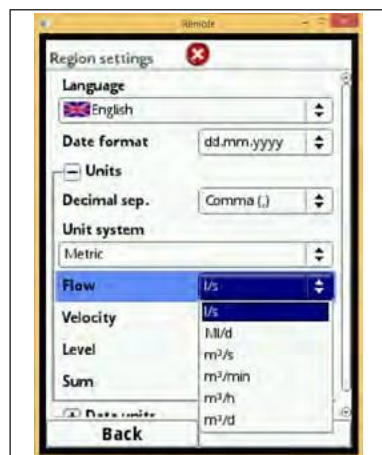 Remote
Region settings
Language
English
Date format dd.mm.yyyy
Units
Decimal sep. Comma (,)
Unit system
Metric
Flow l/s
l/s
Velocity Ml/d
m³/s
Level m³/min
Sum m³/h
Data units m³/d
Back